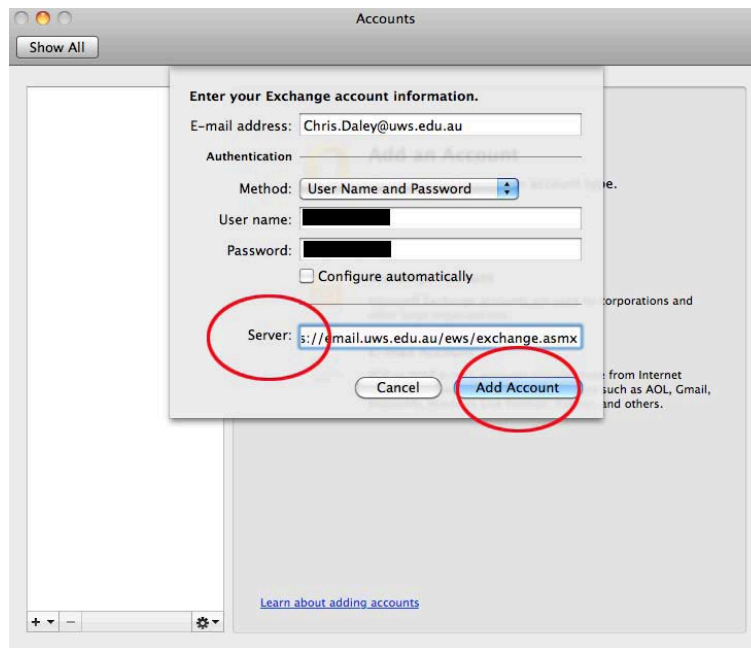 Accounts
Show All
Enter your Exchange account information.
E-mail address: Chris.Daley@uws.edu.au
Authentication
Add an Account
Method: User Name and Password
pe.
User name:
Password:
Configure automatically
corporations and
Server: s://email.uws.edu.au/ews/exchange.asmx
from Internet
Cancel Add Account
such as AOL, Gmail,
and others.
Learn about adding accounts